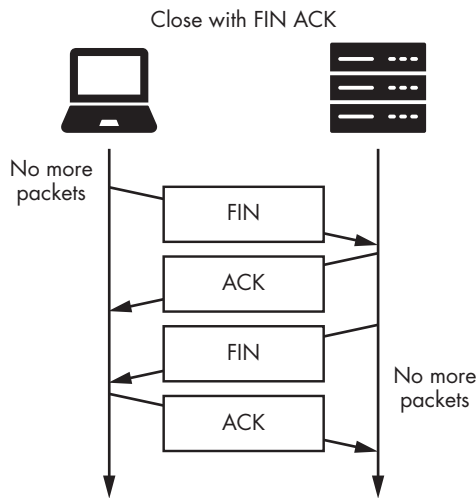 Close with FIN ACK
No more
packets
FIN
ACK
FIN
No more
packets
ACK